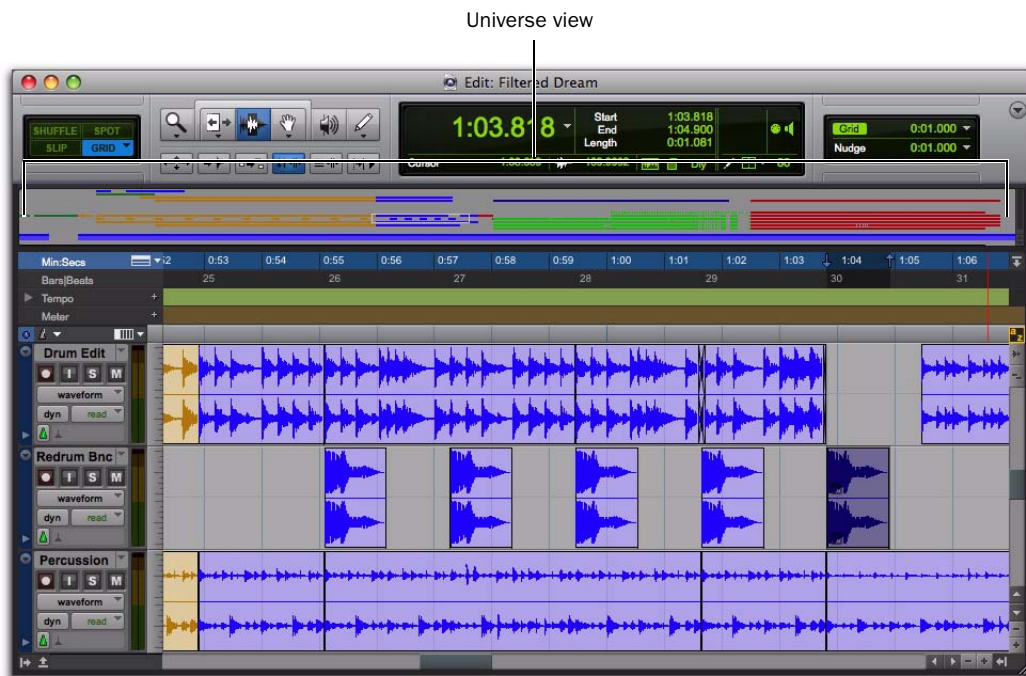 Universe view
Edit: Filtered Dream
SHUFFLE SPOT
SLIP GRID
1:03.818
Start 1:03.818
End 1:04.900
Length 0:01.081
Cursor
Dly
Grid 0:01.000
Nudge 0:01.000
Min:Secs 0:53 0:54 0:55 0:56 0:57 0:58 0:59 1:00 1:01 1:02 1:03 1:04 1:05 1:06
Bars|Beats 25 26 27 28 29 30 31
Tempo +
Meter +
a z
Drum Edit
I S M
waveform
dyn read
Redrum Bnc
I S M
waveform
dyn read
Percussion
I S M
waveform
dyn read